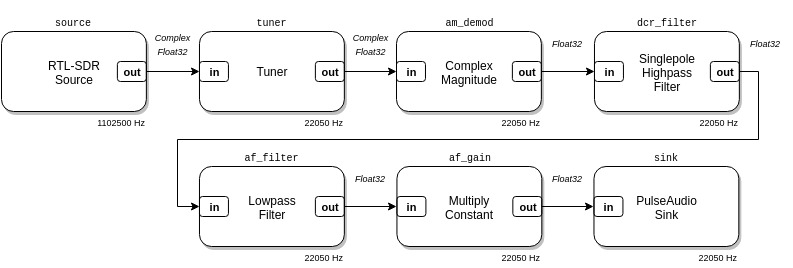 source
tuner
am_demod
dcr_filter
Complex
Float32
Complex
Float32
Float32
Float32
RTL-SDR
Source
out
in
Tuner
out
in
Complex
Magnitude
out
in
Singlepole
Highpass
Filter
out
1102500 Hz
22050 Hz
22050 Hz
22050 Hz
af_filter
af_gain
sink
Float32
Float32
in
Lowpass
Filter
out
in
Multiply
Constant
out
in
PulseAudio
Sink
22050 Hz
22050 Hz
22050 Hz